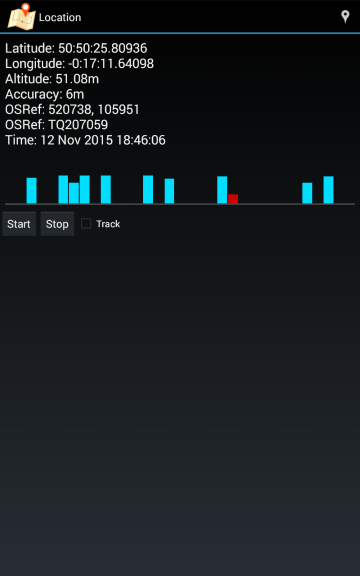 Location
Latitude: 50:50:25.80936
Longitude: -0:17:11.64098
Altitude: 51.08m
Accuracy: 6m
OSRef: 520738, 105951
OSRef: TQ207059
Time: 12 Nov 2015 18:46:06
Start Stop Track